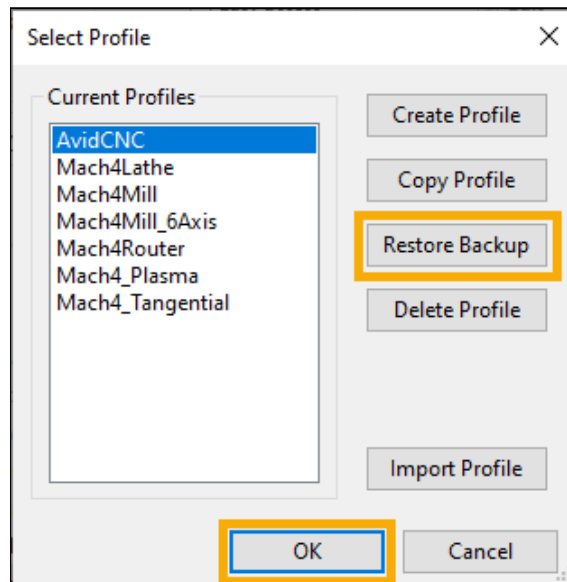 Select Profile
Current Profiles
AvidCNC
Mach4Lathe
Mach4Mill
Mach4Mill_6Axis
Mach4Router
Mach4_Plasma
Mach4_Tangential
Create Profile
Copy Profile
Restore Backup
Delete Profile
Import Profile
OK
Cancel